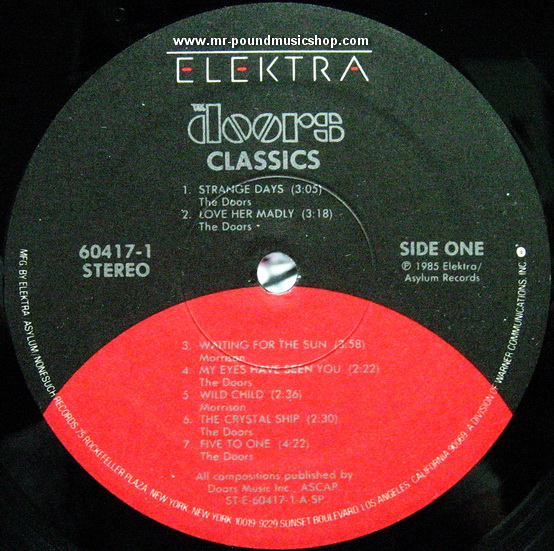 www.mr-poundmusicshop.com
ELEKTRA
THE
doors
CLASSICS
1. STRANGE DAYS (3:05)
The Doors
2. LOVE HER MADLY (3:18)
The Doors
60417-1
STEREO
SIDE ONE
℗ 1985 Elektra/
Asylum Records
3. WAITING FOR THE SUN (3:58)
Morrison
4. MY EYES HAVE SEEN YOU (2:22)
The Doors
5. WILD CHILD (2:36)
Morrison
6. THE CRYSTAL SHIP (2:30)
The Doors
7. FIVE TO ONE (4:22)
The Doors
All compositions published by
Doors Music Inc., ASCAP
ST-E-60417-1-A-SP
MFG. BY ELEKTRA/ASYLUM/NONESUCH RECORDS 75 ROCKEFELLER PLAZA, NEW YORK, NEW YORK 10019·9229 SUNSET BOULEVARD, LOS ANGELES, CALIFORNIA 90069. A DIVISION OF WARNER COMMUNICATIONS, INC.